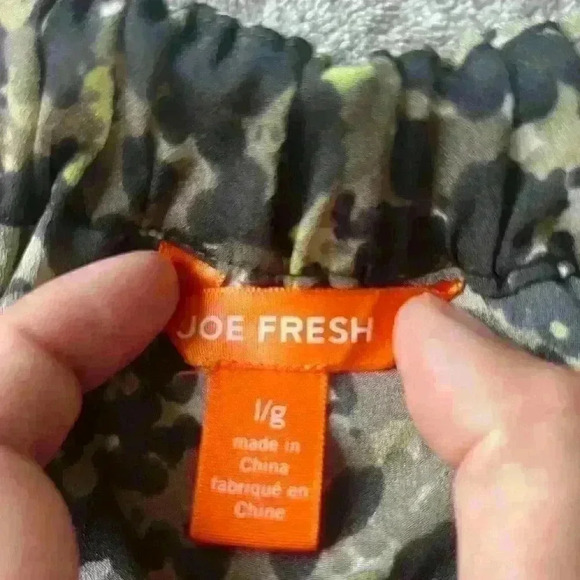 JOE FRESH
l/g
made in
China
fabriqué en
Chine